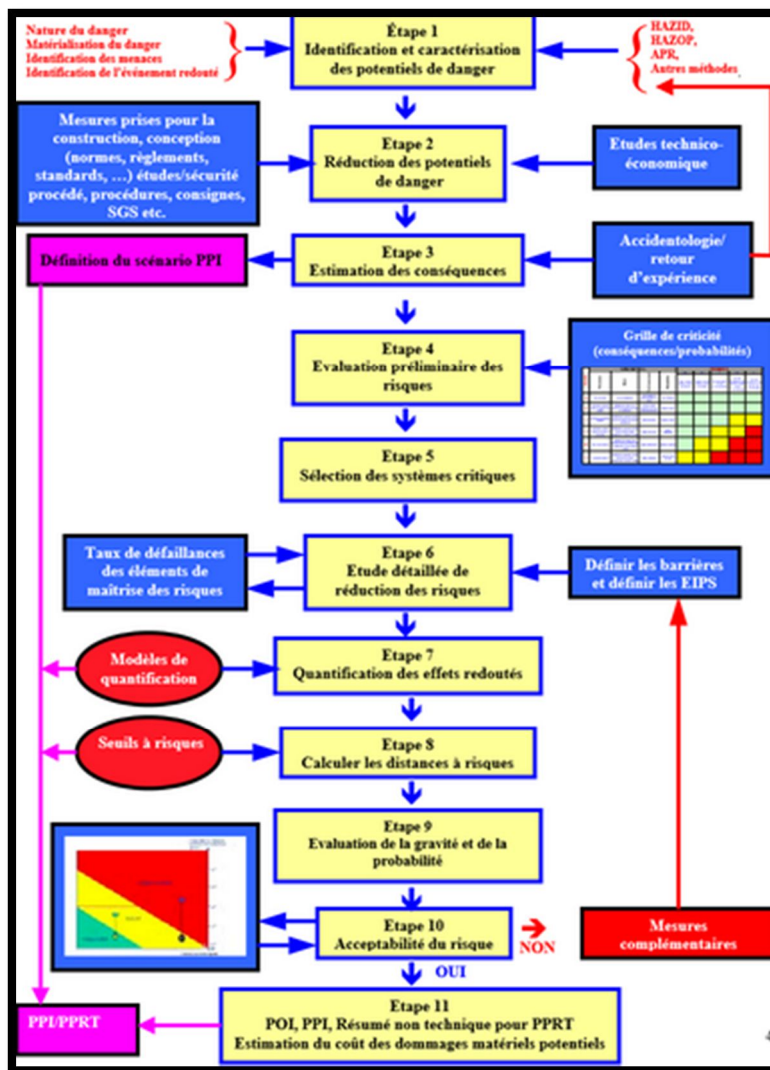 Nature du danger
Matérialisation du danger
Identification des menaces
Identification de l'événement redouté
Étape 1
Identification et caractérisation
des potentiels de danger
HAZID,
HAZOP,
APR,
Autres méthodes.
Mesures prises pour la
construction, conception
(normes, règlements,
standards, ...) études/sécurité
procédé, procédures, consignes,
SGS etc.
Etape 2
Réduction des potentiels
de danger
Etudes technico-
économique
Définition du scénario PPI
Etape 3
Estimation des conséquences
Accidentologie/
retour
d'expérience
Etape 4
Evaluation préliminaire des
risques
Grille de criticité
(conséquences/probabilités)
Etape 5
Sélection des systèmes critiques
Taux de défaillances
des éléments de
maîtrise des risques
Etape 6
Etude détaillée de
réduction des risques
Définir les barrières
et définir les EIPS
Modèles de
quantification
Etape 7
Quantification des effets redoutés
Seuils à risques
Etape 8
Calculer les distances à risques
Etape 9
Evaluation de la gravité et de la
probabilité
Etape 10
Acceptabilité du risque
NON
Mesures
complémentaires
OUI
PPI/PPRT
Etape 11
POI, PPI, Résumé non technique pour PPRT
Estimation du coût des dommages matériels potentiels
4